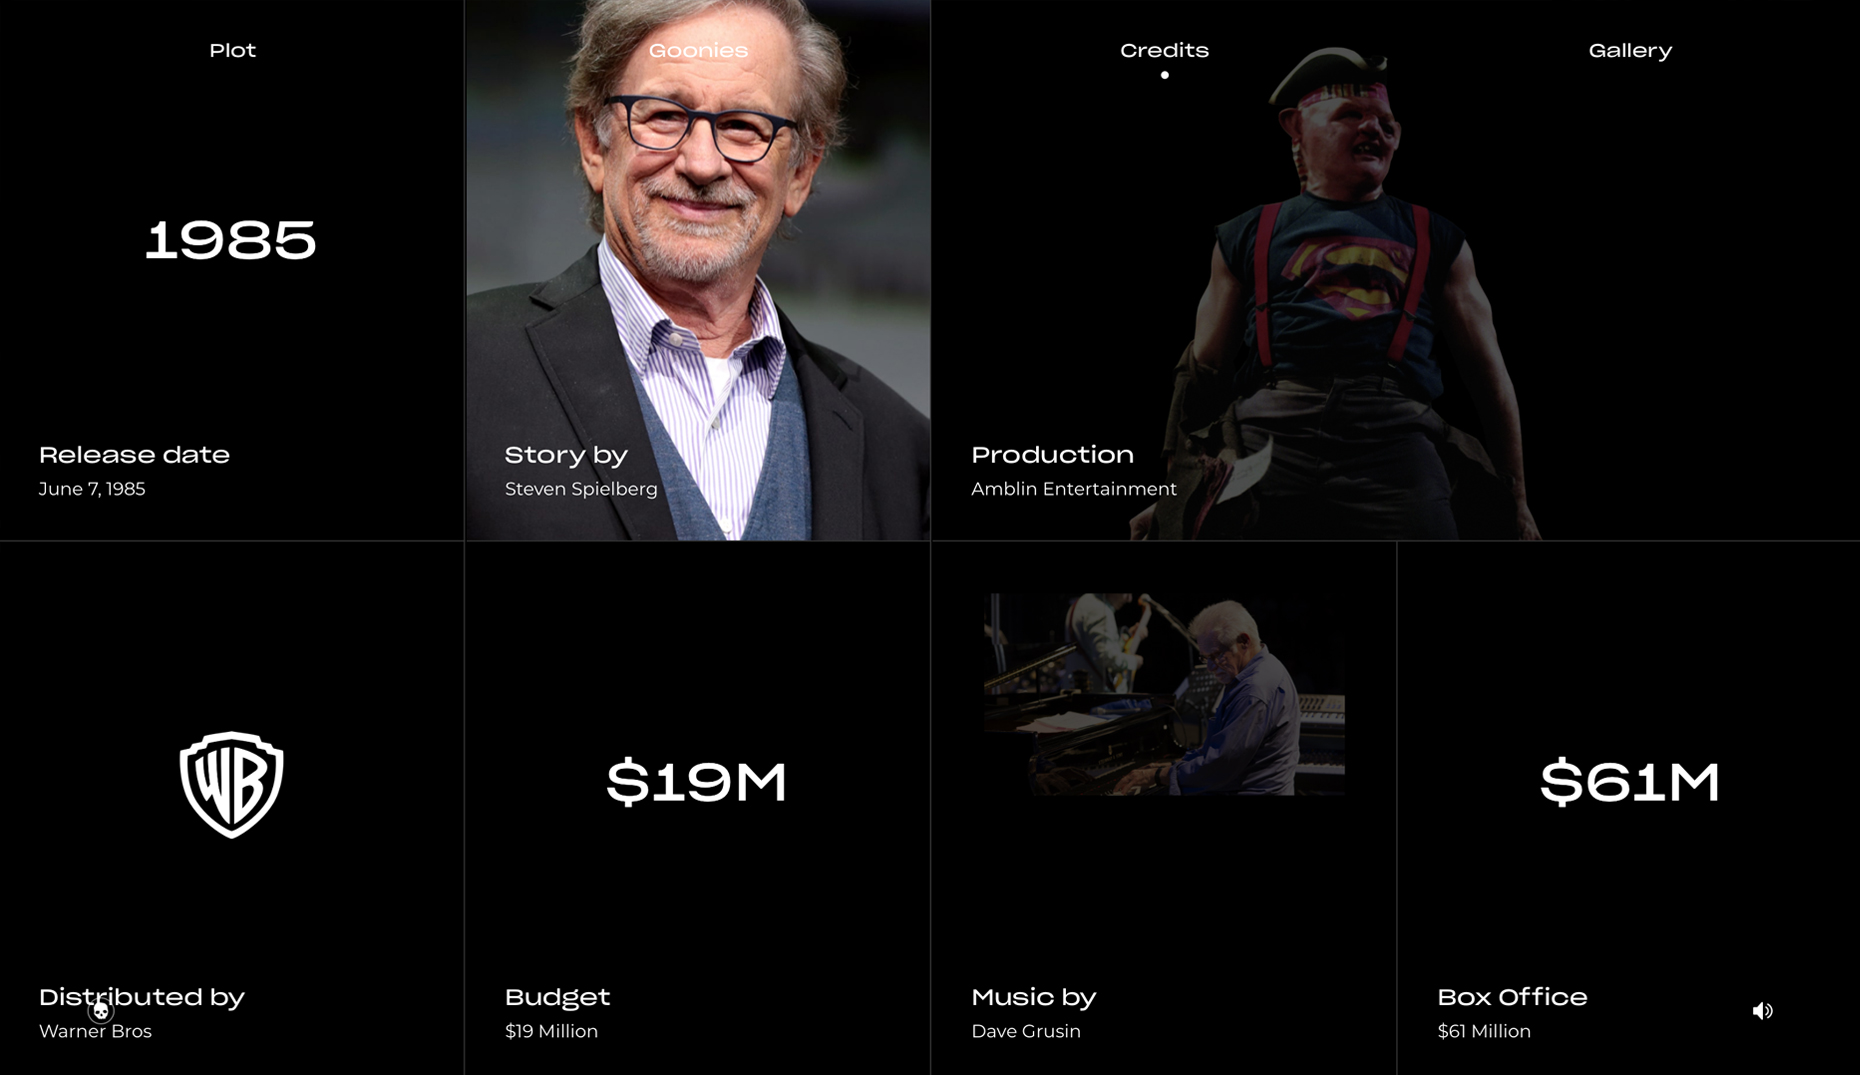 Plot
Goonies
Credits
Gallery
1985
Release date
June 7, 1985
Story by
Steven Spielberg
Production
Amblin Entertainment
WB
Distributed by
Warner Bros
$19M
Budget
$19 Million
Music by
Dave Grusin
$61M
Box Office
$61 Million